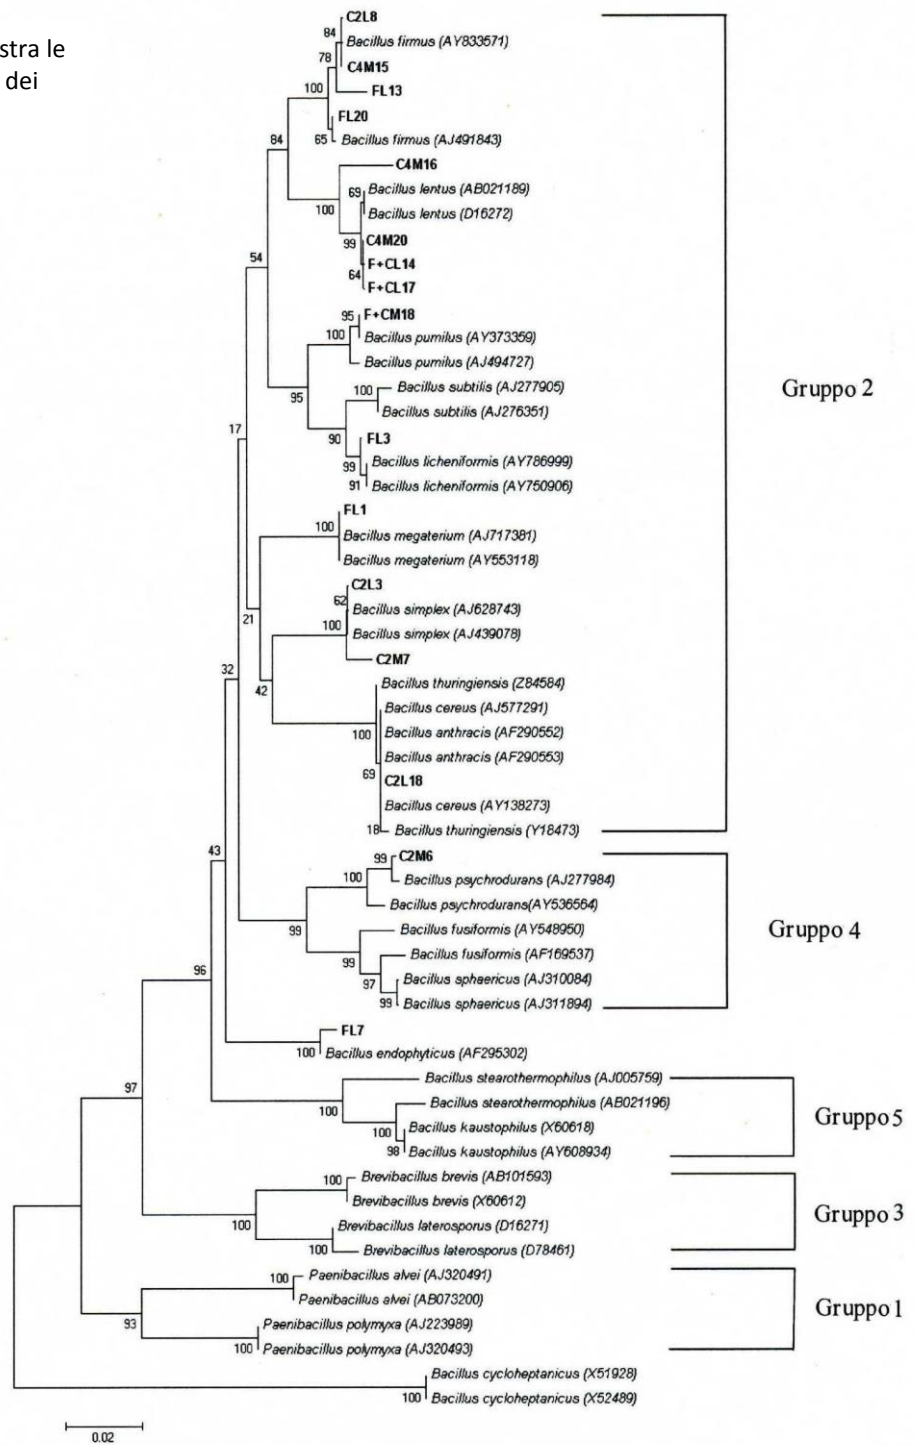 stra le
dei
C2L8
84
Bacillus firmus (AY833571)
78
C4M15
100
FL13
FL20
65
Bacillus firmus (AJ491843)
84
C4M16
69
Bacillus lentus (AB021189)
100
Bacillus lentus (D16272)
99
C4M20
F+CL14
64
F+CL17
54
95
F+CM18
100
Bacillus pumilus (AY373359)
Bacillus pumilus (AJ494727)
95
100
Bacillus subtilis (AJ277905)
Bacillus subtilis (AJ276351)
Gruppo 2
17
90
FL3
99
Bacillus licheniformis (AY786999)
91
Bacillus licheniformis (AY750906)
FL1
100
Bacillus megaterium (AJ717381)
Bacillus megaterium (AY553118)
C2L3
62
Bacillus simplex (AJ628743)
21
100
Bacillus simplex (AJ439078)
C2M7
32
42
Bacillus thuringiensis (Z84584)
Bacillus cereus (AJ577291)
100
Bacillus anthracis (AF290552)
Bacillus anthracis (AF290553)
69
C2L18
Bacillus cereus (AY138273)
18
Bacillus thuringiensis (Y18473)
43
99
C2M6
100
Bacillus psychrodurans (AJ277984)
Bacillus psychrodurans(AY536564)
99
Bacillus fusiformis (AY548950)
Gruppo 4
99
Bacillus fusiformis (AF169537)
96
97
Bacillus sphaericus (AJ310084)
99
Bacillus sphaericus (AJ311894)
FL7
100
Bacillus endophyticus (AF295302)
97
Bacillus stearothermophilus (AJ005759)
100
Bacillus stearothermophilus (AB021196)
100
Bacillus kaustophilus (X60618)
Gruppo 5
98
Bacillus kaustophilus (AY608934)
100
Brevibacillus brevis (AB101593)
Brevibacillus brevis (X60612)
Gruppo 3
100
Brevibacillus laterosporus (D16271)
100
Brevibacillus laterosporus (D78461)
100
Paenibacillus alvei (AJ320491)
Paenibacillus alvei (AB073200)
Gruppo 1
93
Paenibacillus polymyxa (AJ223989)
100
Paenibacillus polymyxa (AJ320493)
Bacillus cycloheptanicus (X51928)
100
Bacillus cycloheptanicus (X52489)
0.02